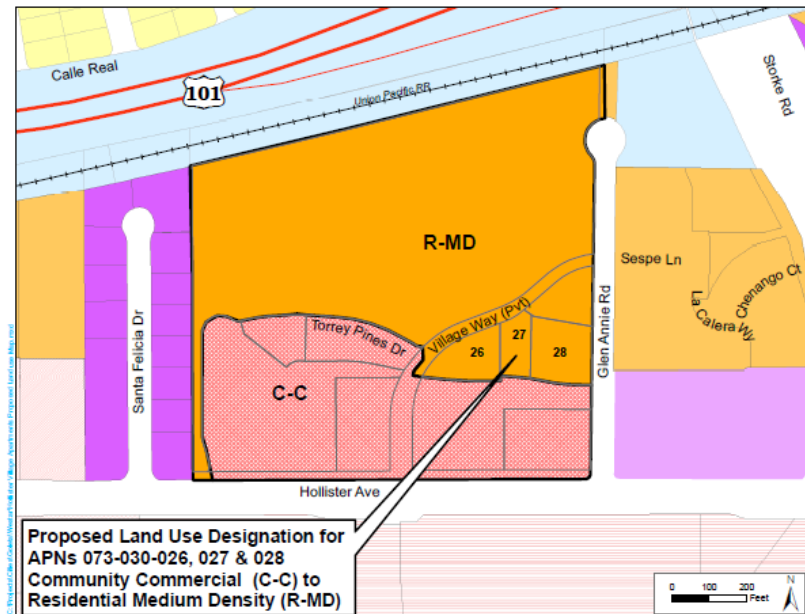 Calle Real
101
Union Pacific RR
Storke Rd
R-MD
Sespe Ln
Chenango Ct
La Calera Wy
Glen Annie Rd
Village Way (Pvt)
Torrey Pines Dr
26
27
28
Santa Felicia Dr
C-C
Hollister Ave
Proposed Land Use Designation for
APNs 073-030-026, 027 & 028
Community Commercial (C-C) to
Residential Medium Density (R-MD)
0 100 200
Feet
N